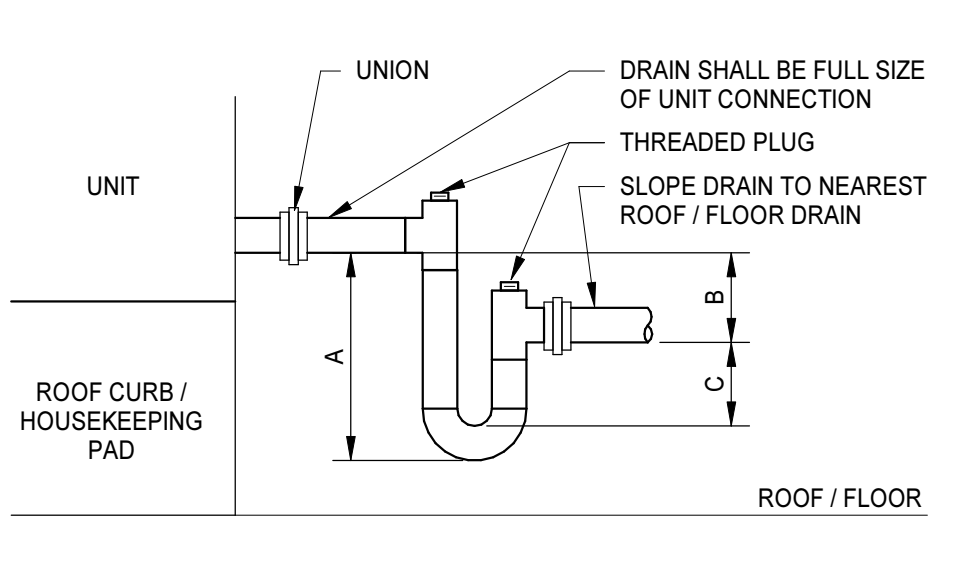 UNION
DRAIN SHALL BE FULL SIZE
OF UNIT CONNECTION
THREADED PLUG
UNIT
SLOPE DRAIN TO NEAREST
ROOF / FLOOR DRAIN
B
A
C
ROOF CURB /
HOUSEKEEPING
PAD
ROOF / FLOOR